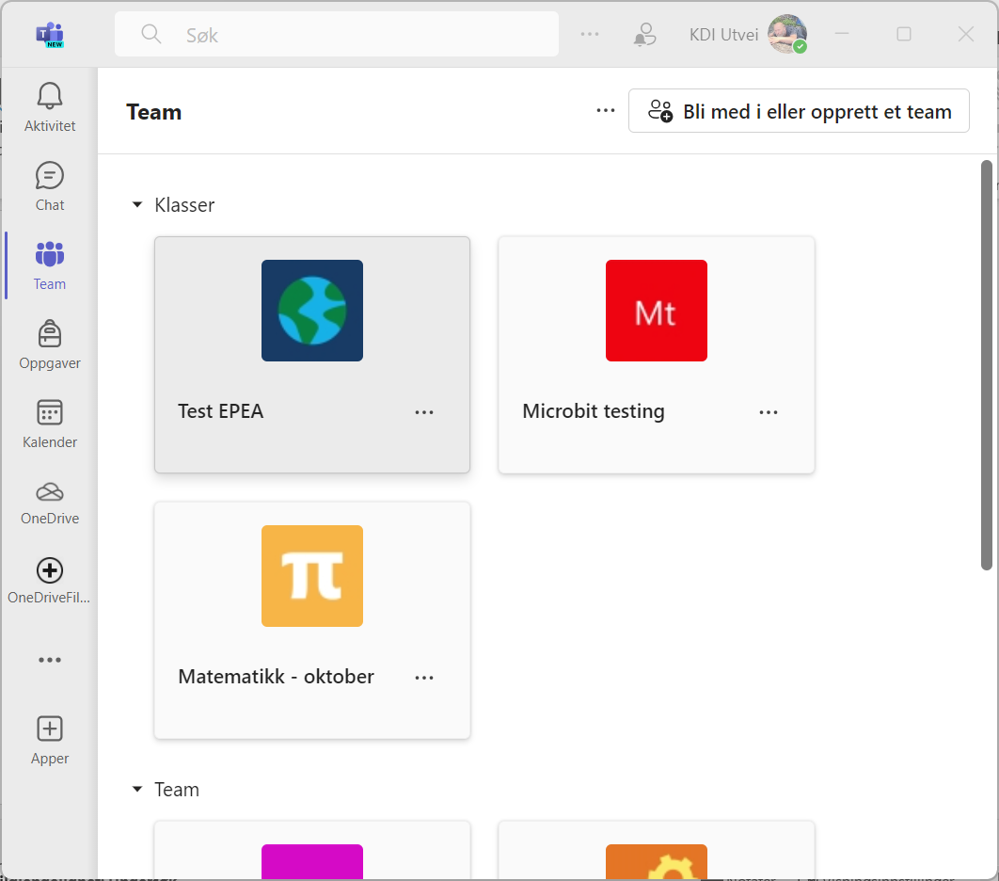 NEW
Søk
KDI Utvei
Aktivitet
Chat
Team
Oppgaver
Kalender
OneDrive
OneDriveFil...
Apper
Team
Bli med i eller opprett et team
Klasser
Mt
Test EPEA
Microbit testing
π
Matematikk - oktober
Team